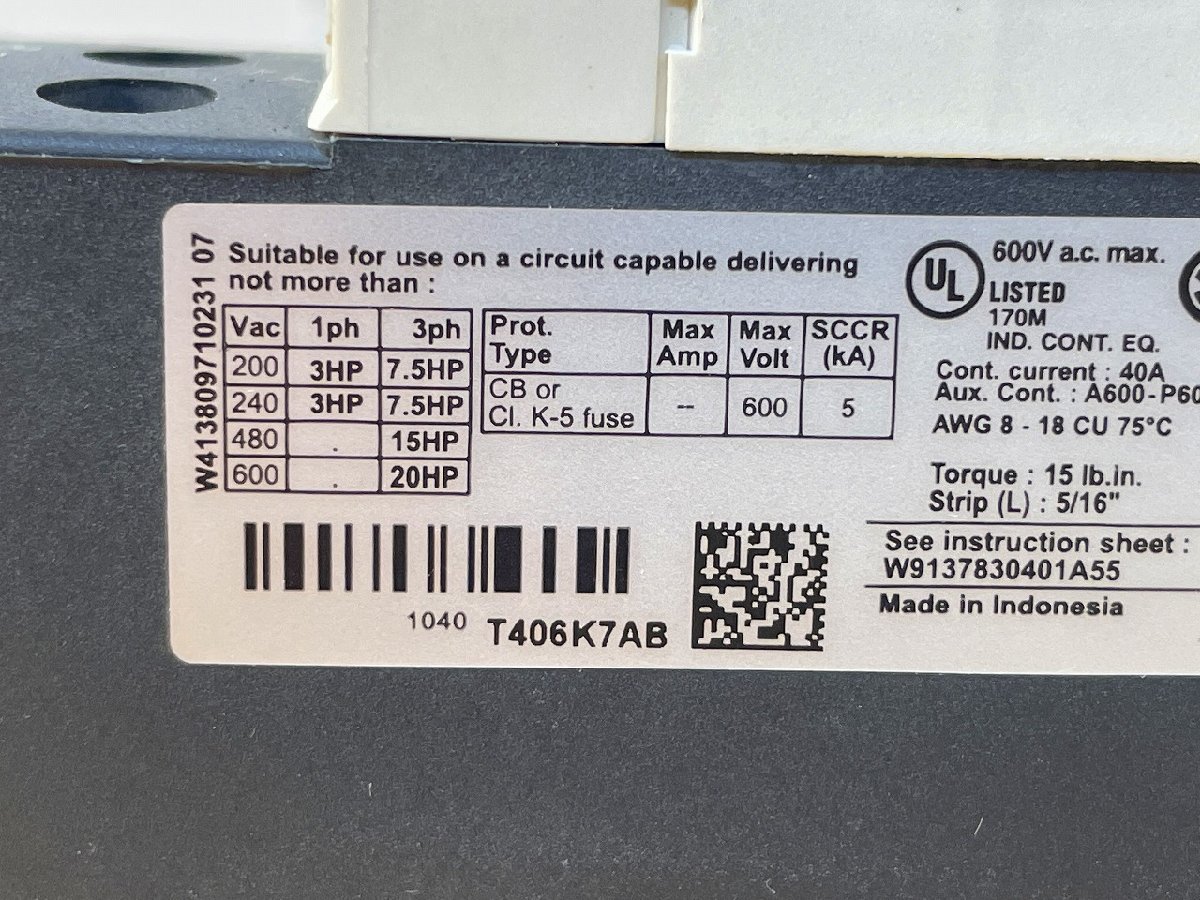 W413809710231 07
Suitable for use on a circuit capable delivering
not more than :
Vac 1ph 3ph
200 3HP 7.5HP
240 3HP 7.5HP
480 . 15HP
600 . 20HP
Prot. Type Max Amp Max Volt SCCR (kA)
CB or Cl. K-5 fuse -- 600 5
UL
600V a.c. max.
LISTED
170M
IND. CONT. EQ.
Cont. current : 40A
Aux. Cont. : A600-P60
AWG 8 - 18 CU 75°C
Torque : 15 lb.in.
Strip (L) : 5/16"
See instruction sheet :
W9137830401A55
Made in Indonesia
1040 T406K7AB